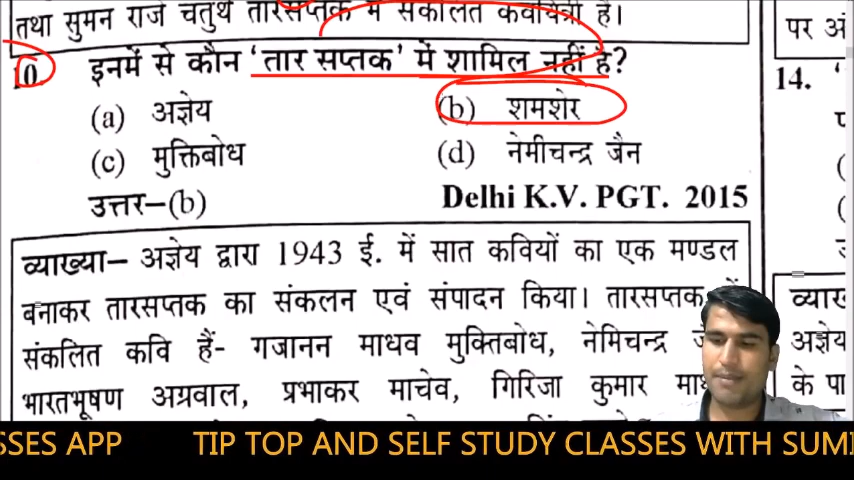 तथा सुमन राजे चतुर्थ तारसप्तक में संकलित कवयित्री हैं।
10 इनमें से कौन 'तार सप्तक' में शामिल नहीं है?
(a) अज्ञेय (b) शमशेर
(c) मुक्तिबोध (d) नेमीचन्द्र जैन
उत्तर–(b) Delhi K.V. PGT. 2015
व्याख्या– अज्ञेय द्वारा 1943 ई. में सात कवियों का एक मण्डल
बनाकर तारसप्तक का संकलन एवं संपादन किया। तारसप्तक
संकलित कवि हैं- गजानन माधव मुक्तिबोध, नेमिचन्द्र
भारतभूषण अग्रवाल, प्रभाकर माचेव, गिरिजा कुमार
पर
14.
अज्ञेय
के पा
SSES APP TIP TOP AND SELF STUDY CLASSES WITH SUMI